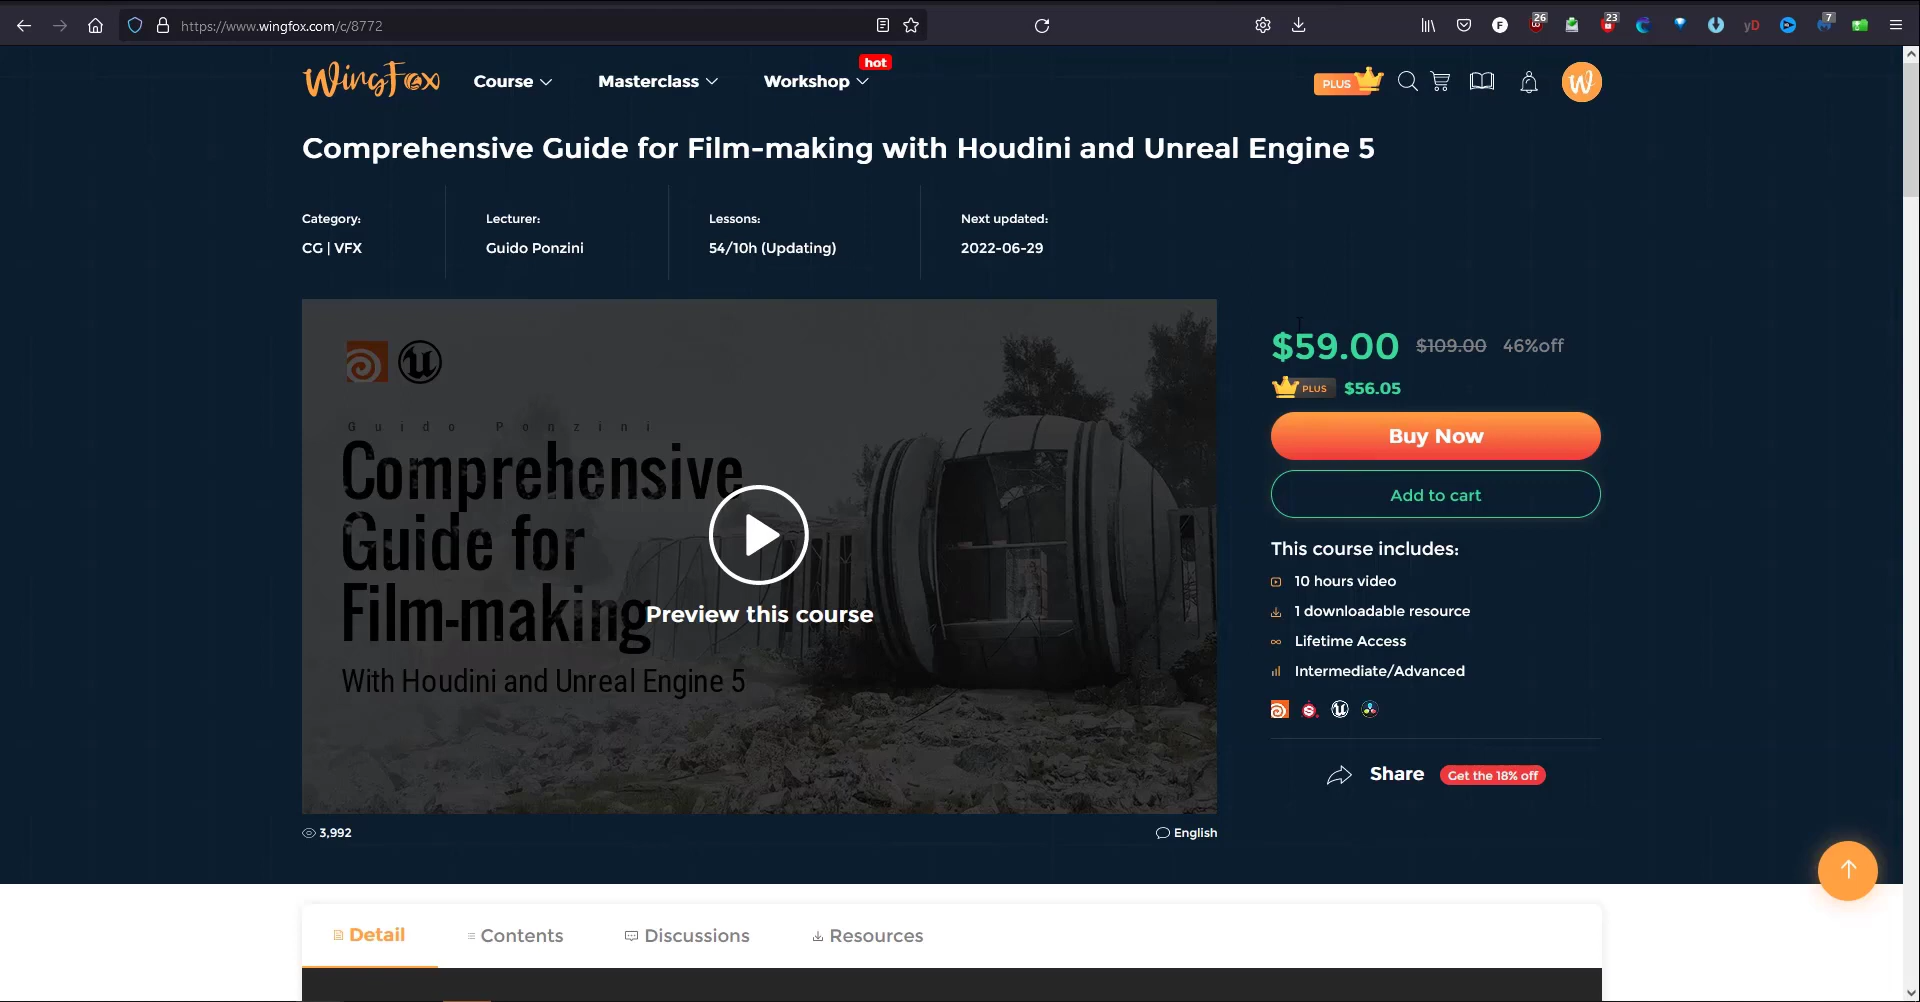 https://www.wingfox.com/c/8772
26
23
yD
7
WingFox
Course
Masterclass
Workshop
hot
PLUS
Comprehensive Guide for Film-making with Houdini and Unreal Engine 5
Category:
Lecturer:
Lessons:
Next updated:
CG | VFX
Guido Ponzini
54/10h (Updating)
2022-06-29
Guido Ponzini
Comprehensive
Guide for
Film-making
With Houdini and Unreal Engine 5
Preview this course
$59.00 $109.00 46%off
PLUS $56.05
Buy Now
Add to cart
This course includes:
10 hours video
1 downloadable resource
Lifetime Access
Intermediate/Advanced
Share Get the 18% off
3,992
English
Detail
Contents
Discussions
Resources